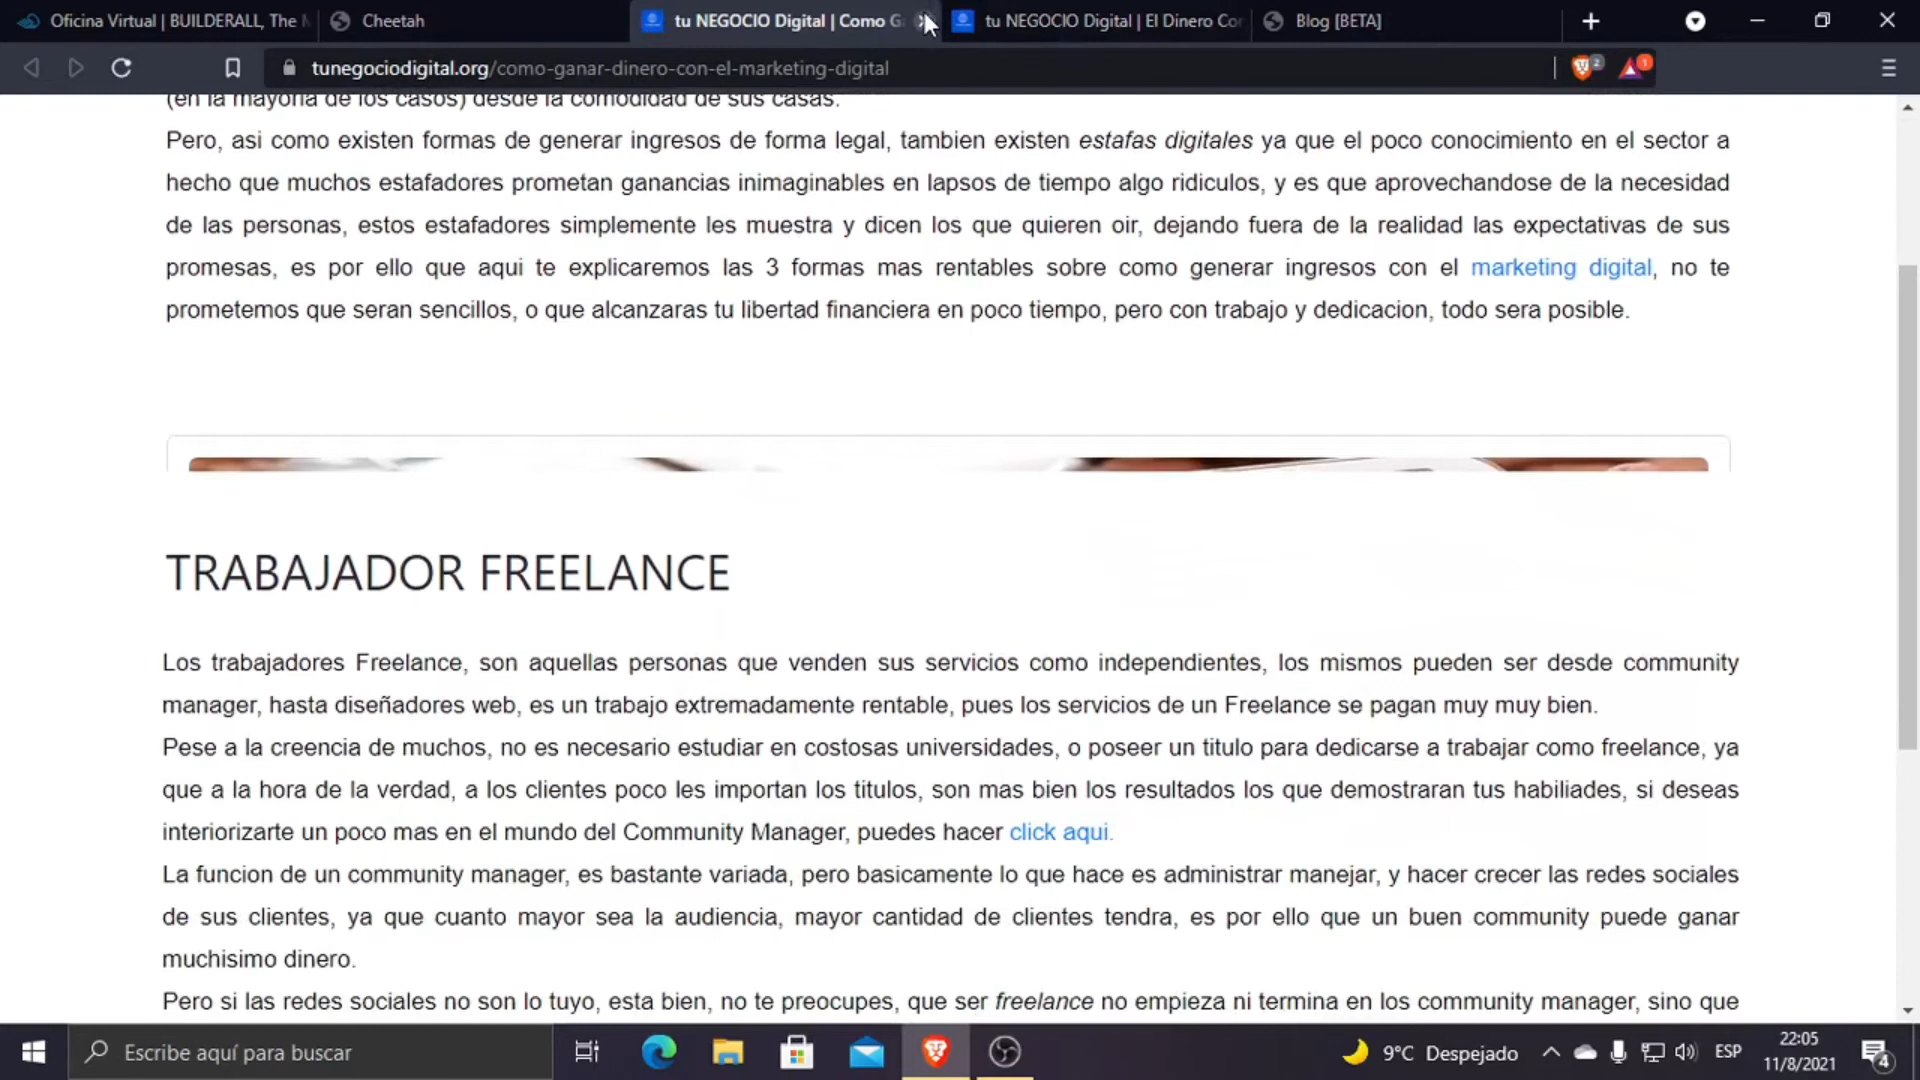 Oficina Virtual | BUILDERALL, The
Cheetah
tu NEGOCIO Digital | Como G
tu NEGOCIO Digital | El Dinero Cor
Blog [BETA]
tunegociodigital.org/como-ganar-dinero-con-el-marketing-digital
2
1
(en la mayoria de los casos) desde la comodidad de sus casas.
Pero, asi como existen formas de generar ingresos de forma legal, tambien existen estafas digitales ya que el poco conocimiento en el sector a
hecho que muchos estafadores prometan ganancias inimaginables en lapsos de tiempo algo ridiculos, y es que aprovechandose de la necesidad
de las personas, estos estafadores simplemente les muestra y dicen los que quieren oir, dejando fuera de la realidad las expectativas de sus
promesas, es por ello que aqui te explicaremos las 3 formas mas rentables sobre como generar ingresos con el marketing digital, no te
prometemos que seran sencillos, o que alcanzaras tu libertad financiera en poco tiempo, pero con trabajo y dedicacion, todo sera posible.
TRABAJADOR FREELANCE
Los trabajadores Freelance, son aquellas personas que venden sus servicios como independientes, los mismos pueden ser desde community
manager, hasta diseñadores web, es un trabajo extremadamente rentable, pues los servicios de un Freelance se pagan muy muy bien.
Pese a la creencia de muchos, no es necesario estudiar en costosas universidades, o poseer un titulo para dedicarse a trabajar como freelance, ya
que a la hora de la verdad, a los clientes poco les importan los titulos, son mas bien los resultados los que demostraran tus habiliades, si deseas
interiorizarte un poco mas en el mundo del Community Manager, puedes hacer click aqui.
La funcion de un community manager, es bastante variada, pero basicamente lo que hace es administrar manejar, y hacer crecer las redes sociales
de sus clientes, ya que cuanto mayor sea la audiencia, mayor cantidad de clientes tendra, es por ello que un buen community puede ganar
muchisimo dinero.
Pero si las redes sociales no son lo tuyo, esta bien, no te preocupes, que ser freelance no empieza ni termina en los community manager, sino que
Escribe aquí para buscar
9°C Despejado
ESP
22:05
11/8/2021
4